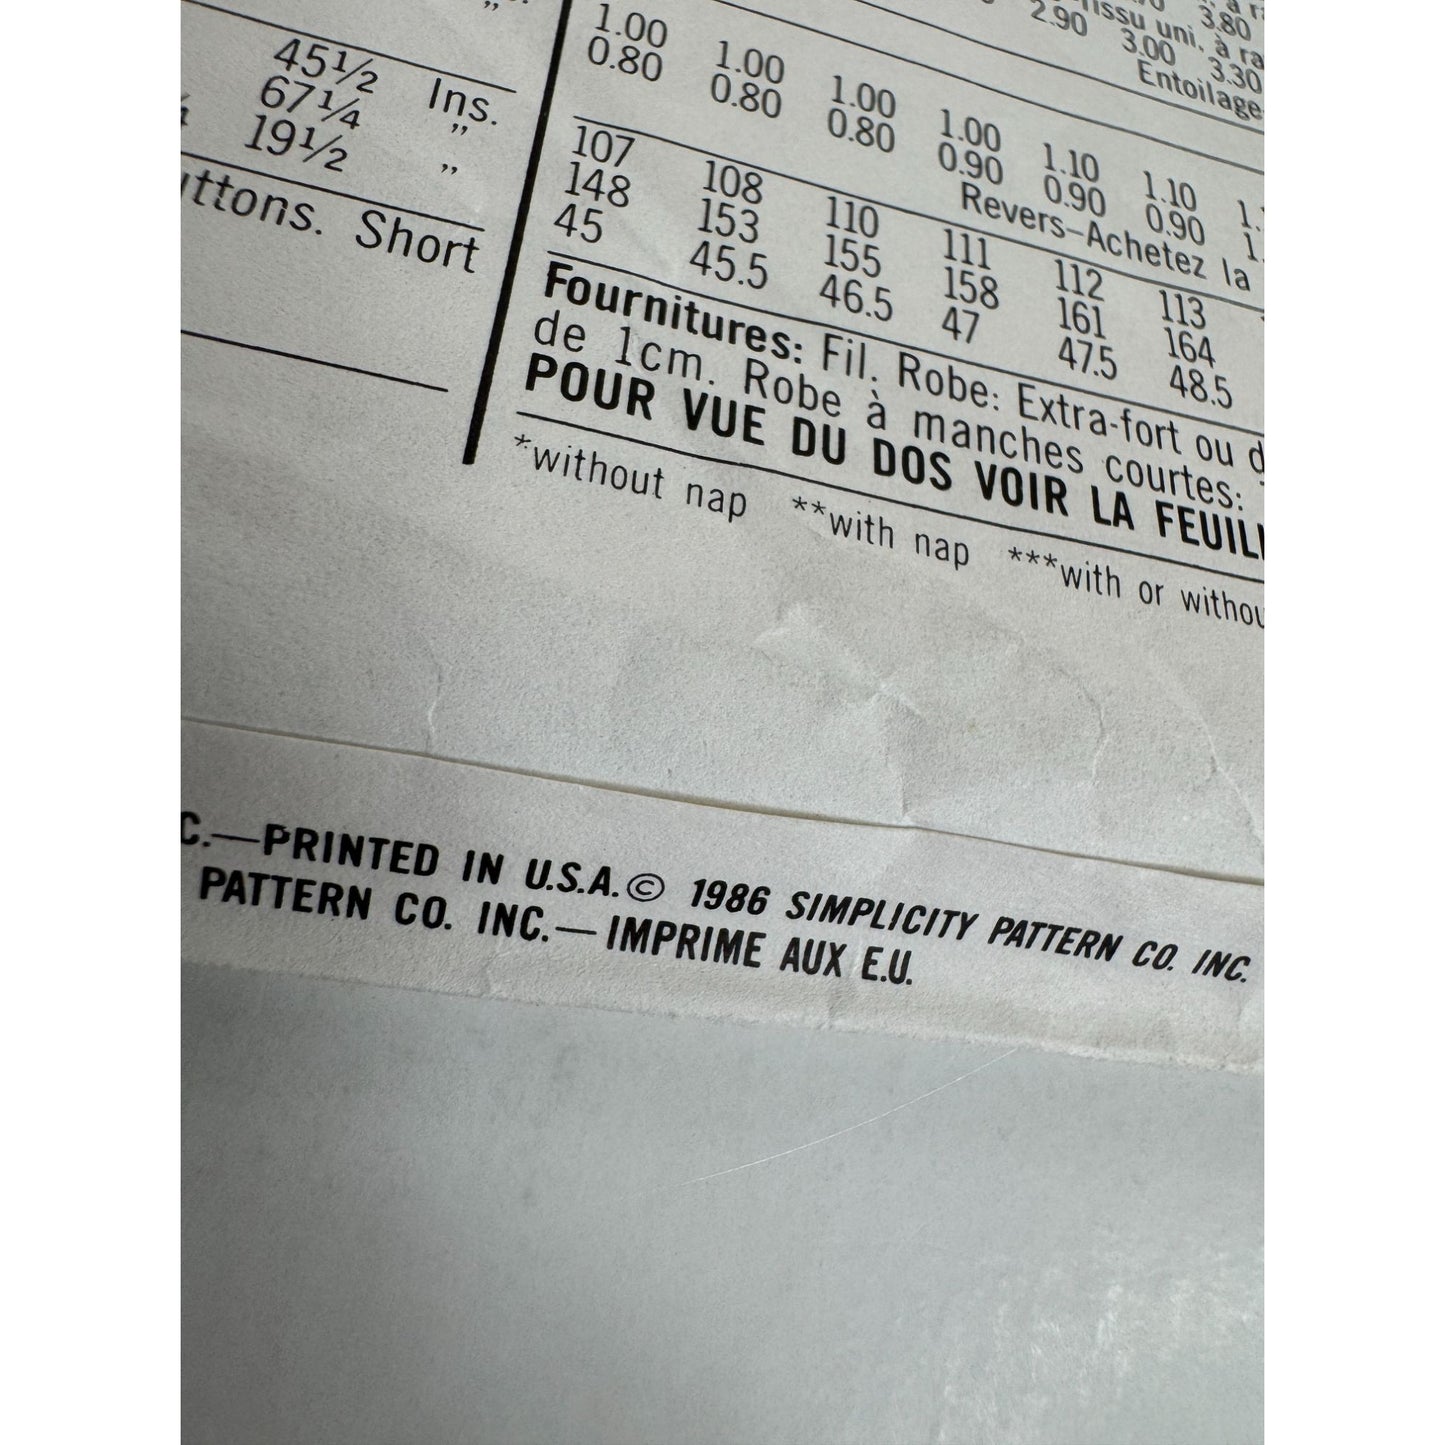 45½ Ins.
67¼ ”
19½ ”
Short
3.80
uni,
2.90 3.00 3.30
Entoilage
1.00 1.00 1.00 1.00 1.10 1.10
0.80 0.80 0.80 0.90 0.90 0.90
Revers–Achetez la
107 108 110 111 112 113
148 153 155 158 161 164
45 45.5 46.5 47 47.5 48.5
Fournitures: Fil. Robe: Extra-fort ou
de 1cm. Robe à manches courtes:
POUR VUE DU DOS VOIR LA
*without nap **with nap ***with or
C.—PRINTED IN U.S.A.© 1986 SIMPLICITY PATTERN CO. INC.
PATTERN CO. INC.—IMPRIME AUX E.U.